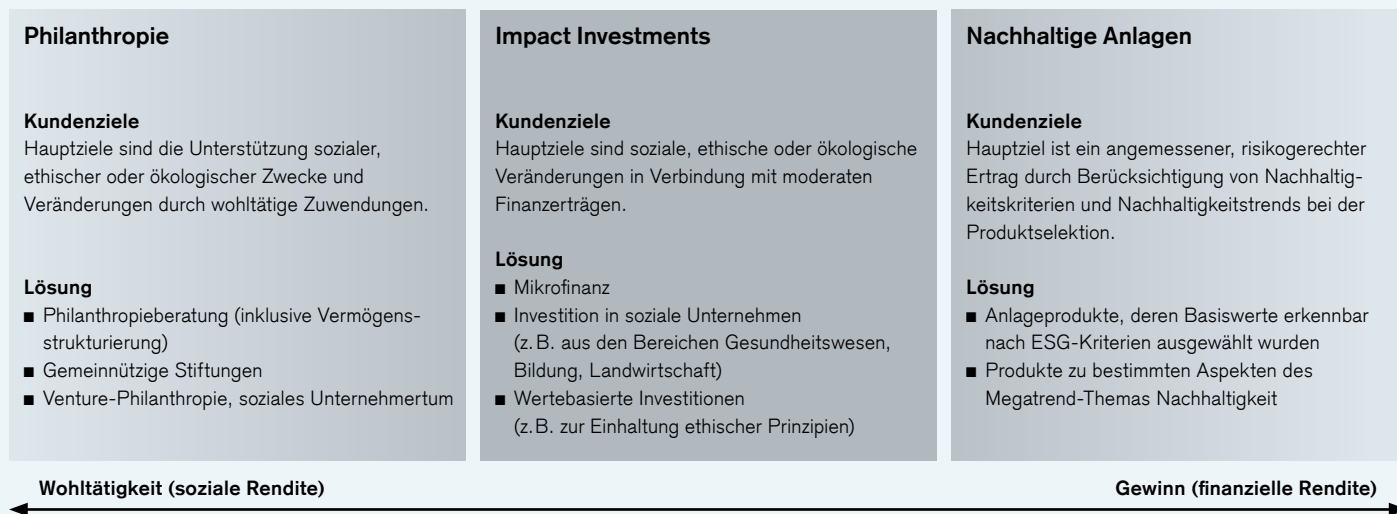 Philanthropie
Kundenziele
Hauptziele sind die Unterstützung sozialer,
ethischer oder ökologischer Zwecke und
Veränderungen durch wohltätige Zuwendungen.
Lösung
■ Philanthropieberatung (inklusive Vermögens-
strukturierung)
■ Gemeinnützige Stiftungen
■ Venture-Philanthropie, soziales Unternehmertum
Impact Investments
Kundenziele
Hauptziele sind soziale, ethische oder ökologische
Veränderungen in Verbindung mit moderaten
Finanzerträgen.
Lösung
■ Mikrofinanz
■ Investition in soziale Unternehmen
(z. B. aus den Bereichen Gesundheitswesen,
Bildung, Landwirtschaft)
■ Wertebasierte Investitionen
(z. B. zur Einhaltung ethischer Prinzipien)
Nachhaltige Anlagen
Kundenziele
Hauptziel ist ein angemessener, risikogerechter
Ertrag durch Berücksichtigung von Nachhaltig-
keitskriterien und Nachhaltigkeitstrends bei der
Produktselektion.
Lösung
■ Anlageprodukte, deren Basiswerte erkennbar
nach ESG-Kriterien ausgewählt wurden
■ Produkte zu bestimmten Aspekten des
Megatrend-Themas Nachhaltigkeit
Wohltätigkeit (soziale Rendite)
Gewinn (finanzielle Rendite)